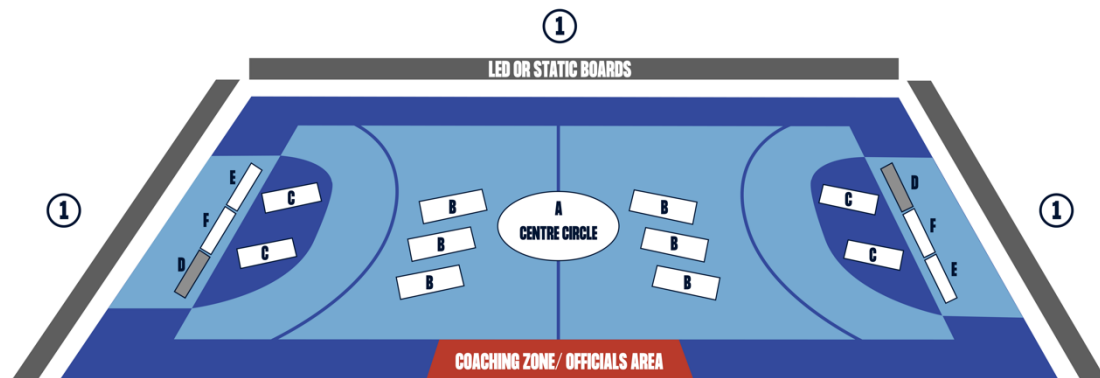 1
LED OR STATIC BOARDS
E
D
C
C
B
B
A
F
F
1
CENTRE CIRCLE
1
B
B
C
C
D
E
B
B
COACHING ZONE/ OFFICIALS AREA